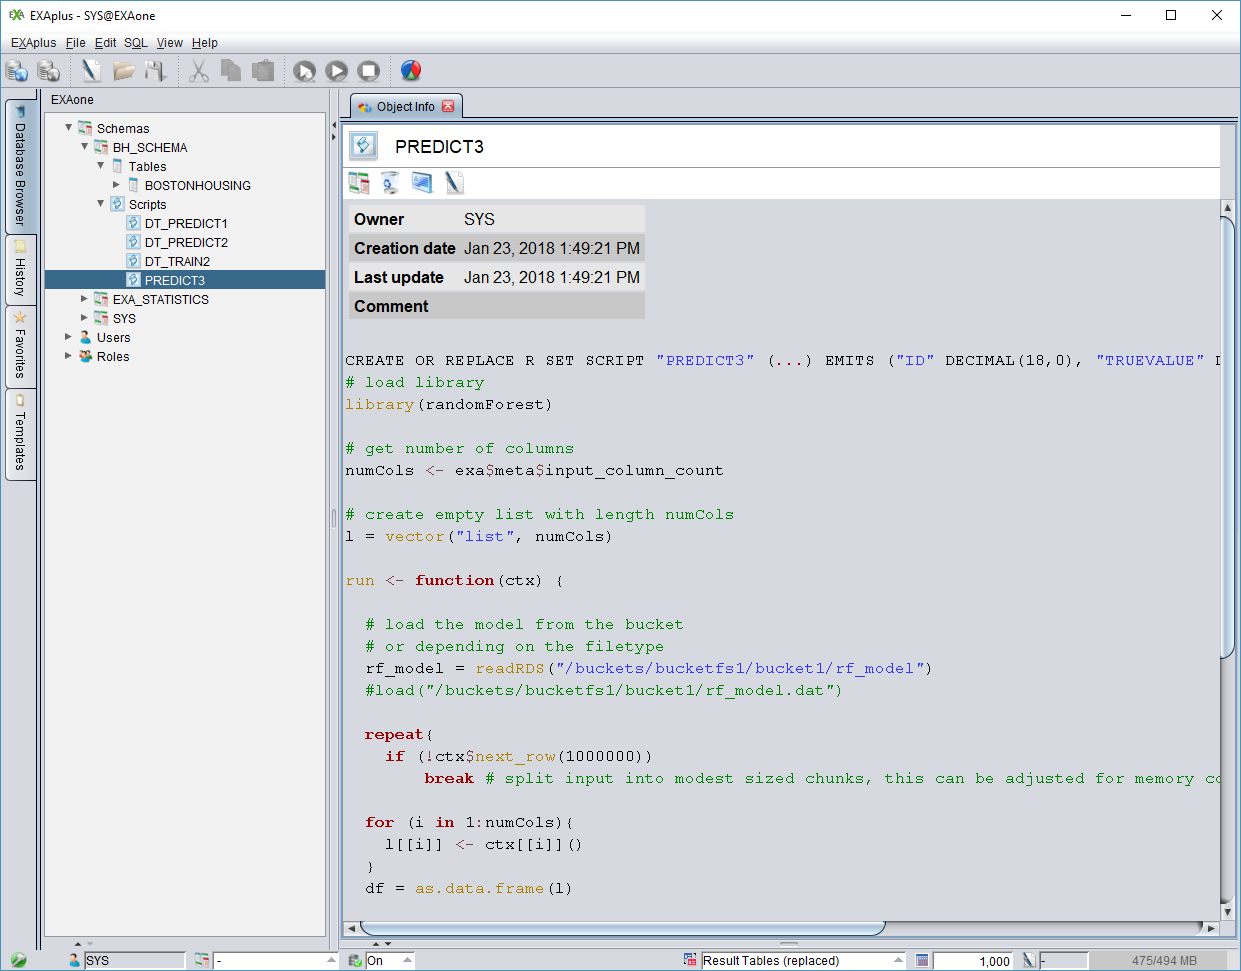 EXAplus - SYS@EXAone
EXAplus File Edit SQL View Help
EXAone
Database Browser
History
Favorites
Templates
Schemas
BH_SCHEMA
Tables
BOSTONHOUSING
Scripts
DT_PREDICT1
DT_PREDICT2
DT_TRAIN2
PREDICT3
EXA_STATISTICS
SYS
Users
Roles
Object Info
PREDICT3
Owner SYS
Creation date Jan 23, 2018 1:49:21 PM
Last update Jan 23, 2018 1:49:21 PM
Comment
CREATE OR REPLACE R SET SCRIPT "PREDICT3" (...) EMITS ("ID" DECIMAL(18,0), "TRUEVALUE" D
# load library
library(randomForest)
# get number of columns
numCols <- exa$meta$input_column_count
# create empty list with length numCols
l = vector("list", numCols)
run <- function(ctx) {
# load the model from the bucket
# or depending on the filetype
rf_model = readRDS("/buckets/bucketfs1/bucket1/rf_model")
#load("/buckets/bucketfs1/bucket1/rf_model.dat")
repeat{
if (!ctx$next_row(1000000))
break # split input into modest sized chunks, this can be adjusted for memory co
for (i in 1:numCols){
l[[i]] <- ctx[[i]]()
}
df = as.data.frame(l)
SYS - On Result Tables (replaced) 1,000 - 475/494 MB